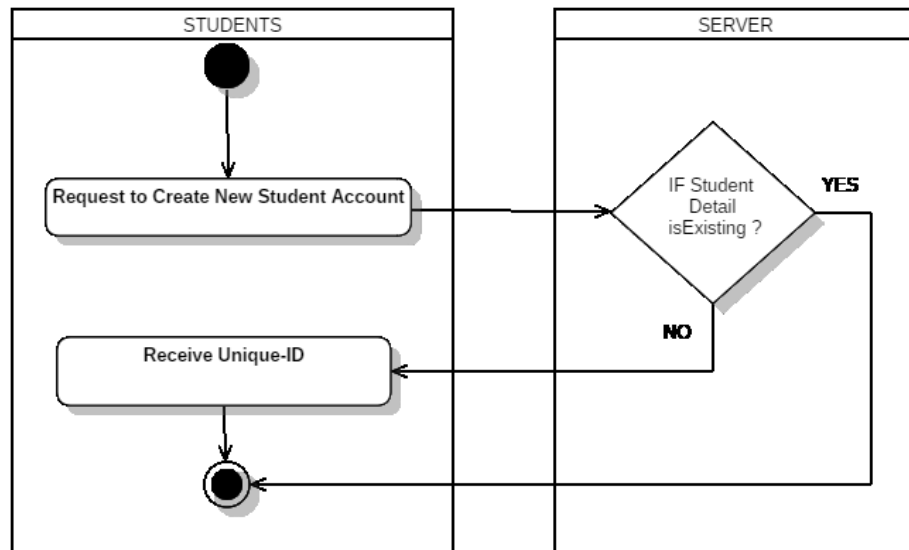 STUDENTS
SERVER
Request to Create New Student Account
IF Student
Detail
isExisting ?
YES
NO
Receive Unique-ID